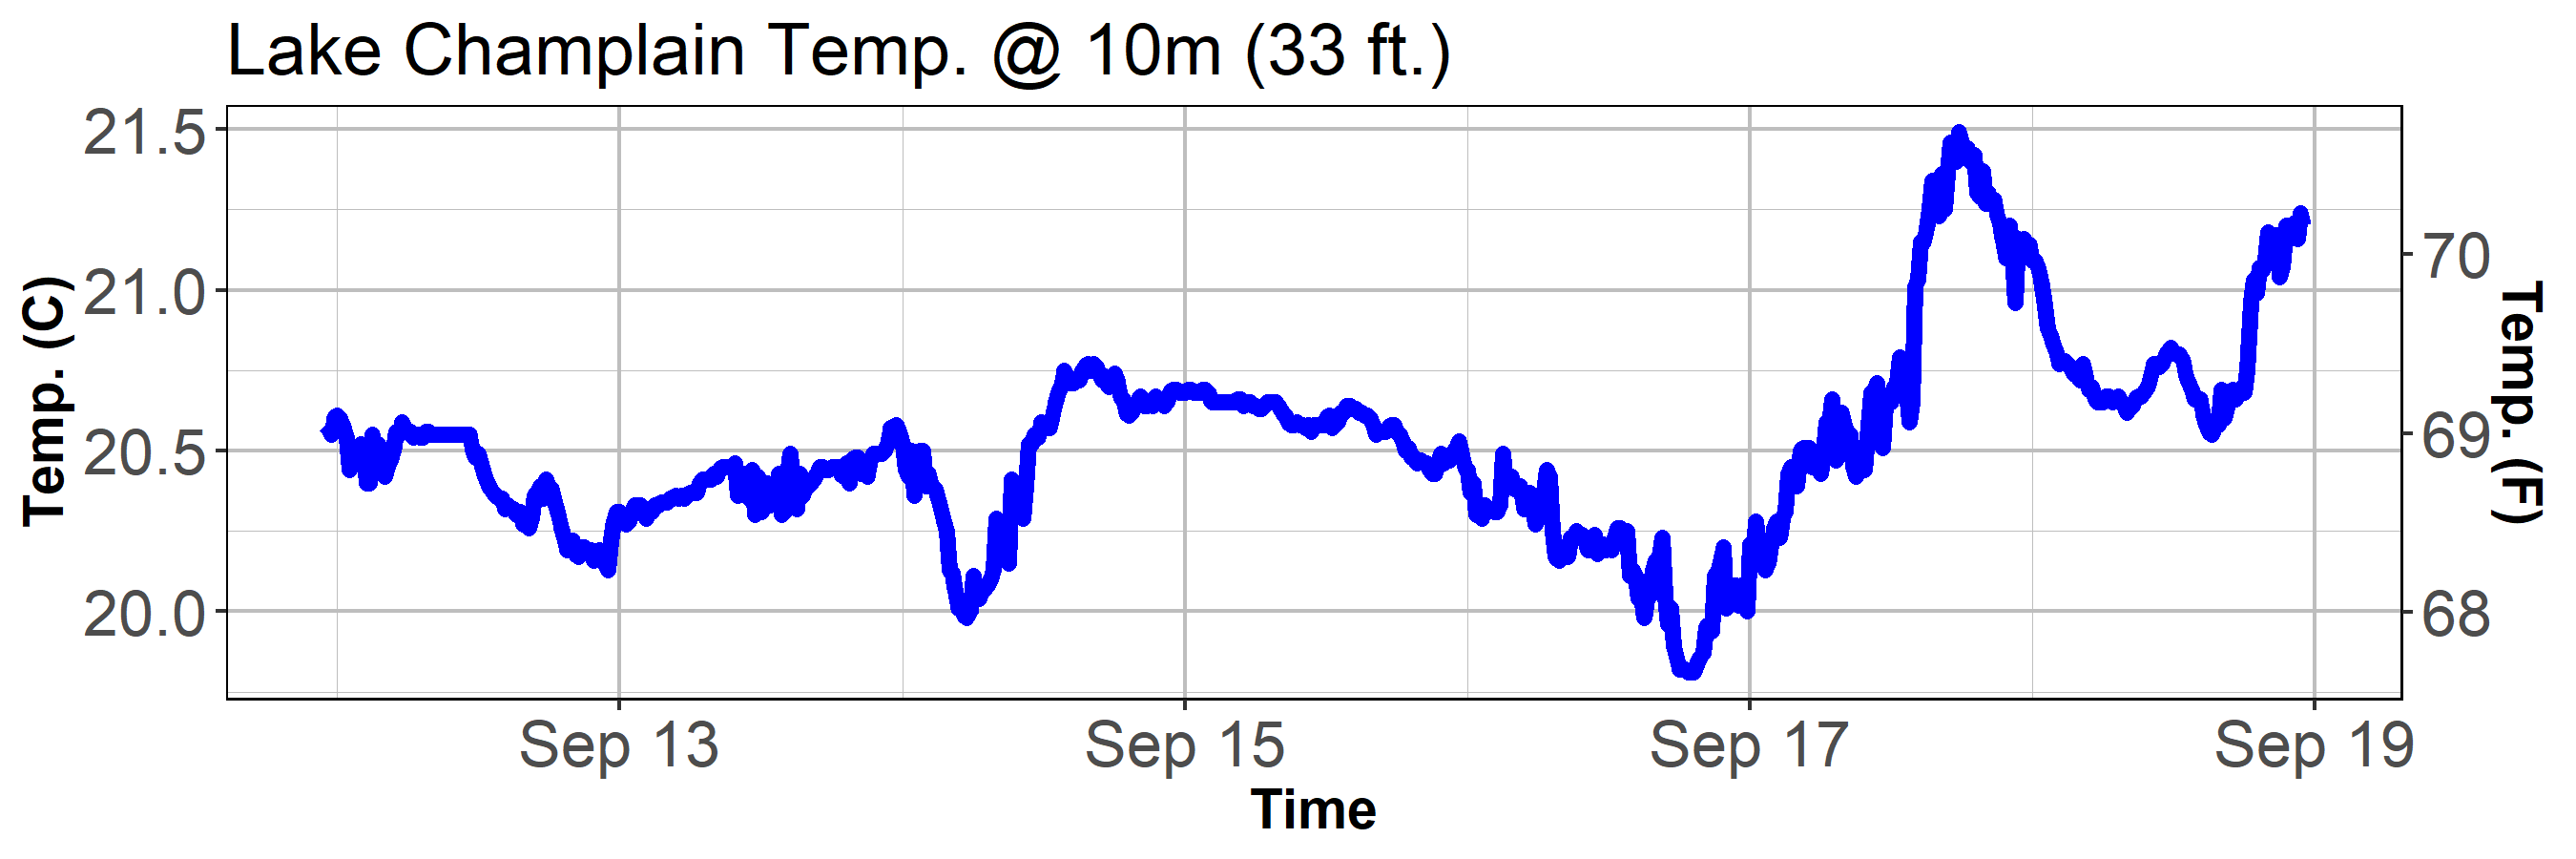 Lake Champlain Temp. @ 10m (33 ft.)
Temp. (C)
21.5
21.0
20.5
20.0
Temp. (F)
70
69
68
Sep 13
Sep 15
Sep 17
Sep 19
Time